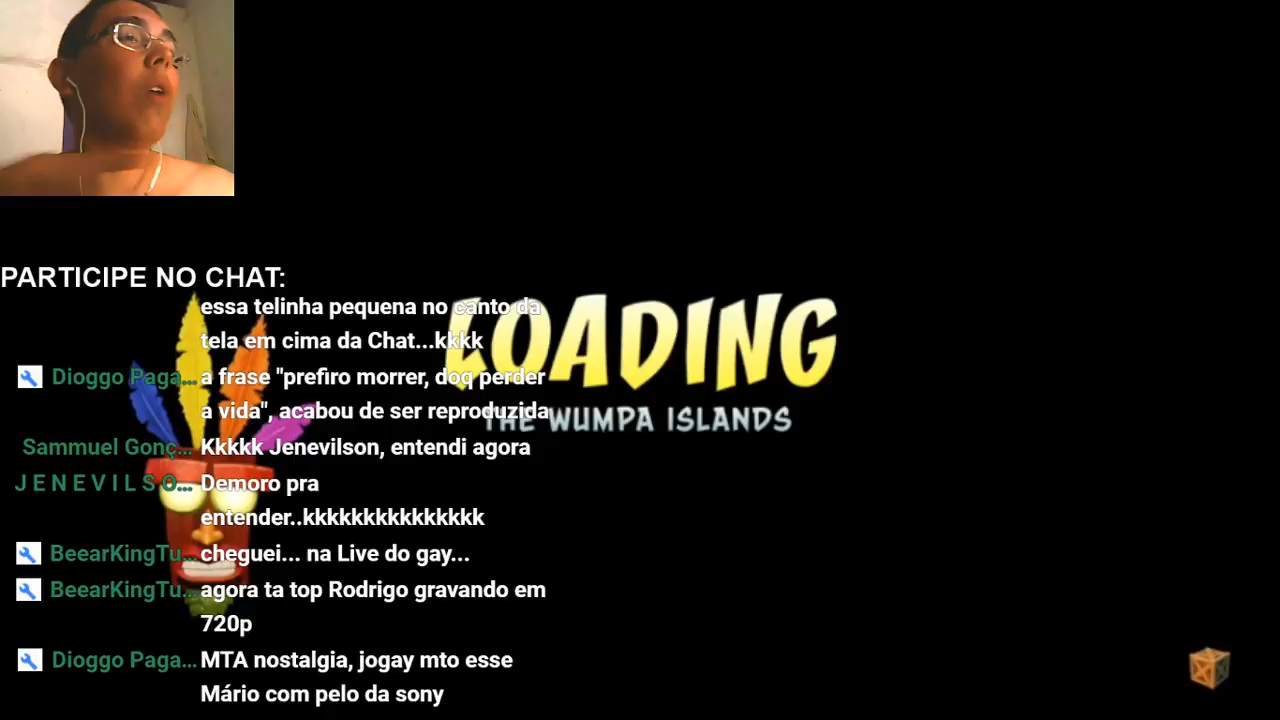 PARTICIPE NO CHAT:
essa telinha pequena no canto da
tela em cima da Chat...kkkk
Dioggo Paga... a frase "prefiro morrer, doq perder
a vida", acabou de ser reproduzida
Sammuel Gonç... Kkkkk Jenevilson, entendi agora
J E N E V I L S O... Demoro pra
entender..kkkkkkkkkkkkkkk
BeearKingTu... cheguei... na Live do gay...
BeearKingTu... agora ta top Rodrigo gravando em
720p
Dioggo Paga... MTA nostalgia, jogay mto esse
Mário com pelo da sony
LOADING
THE WUMPA ISLANDS